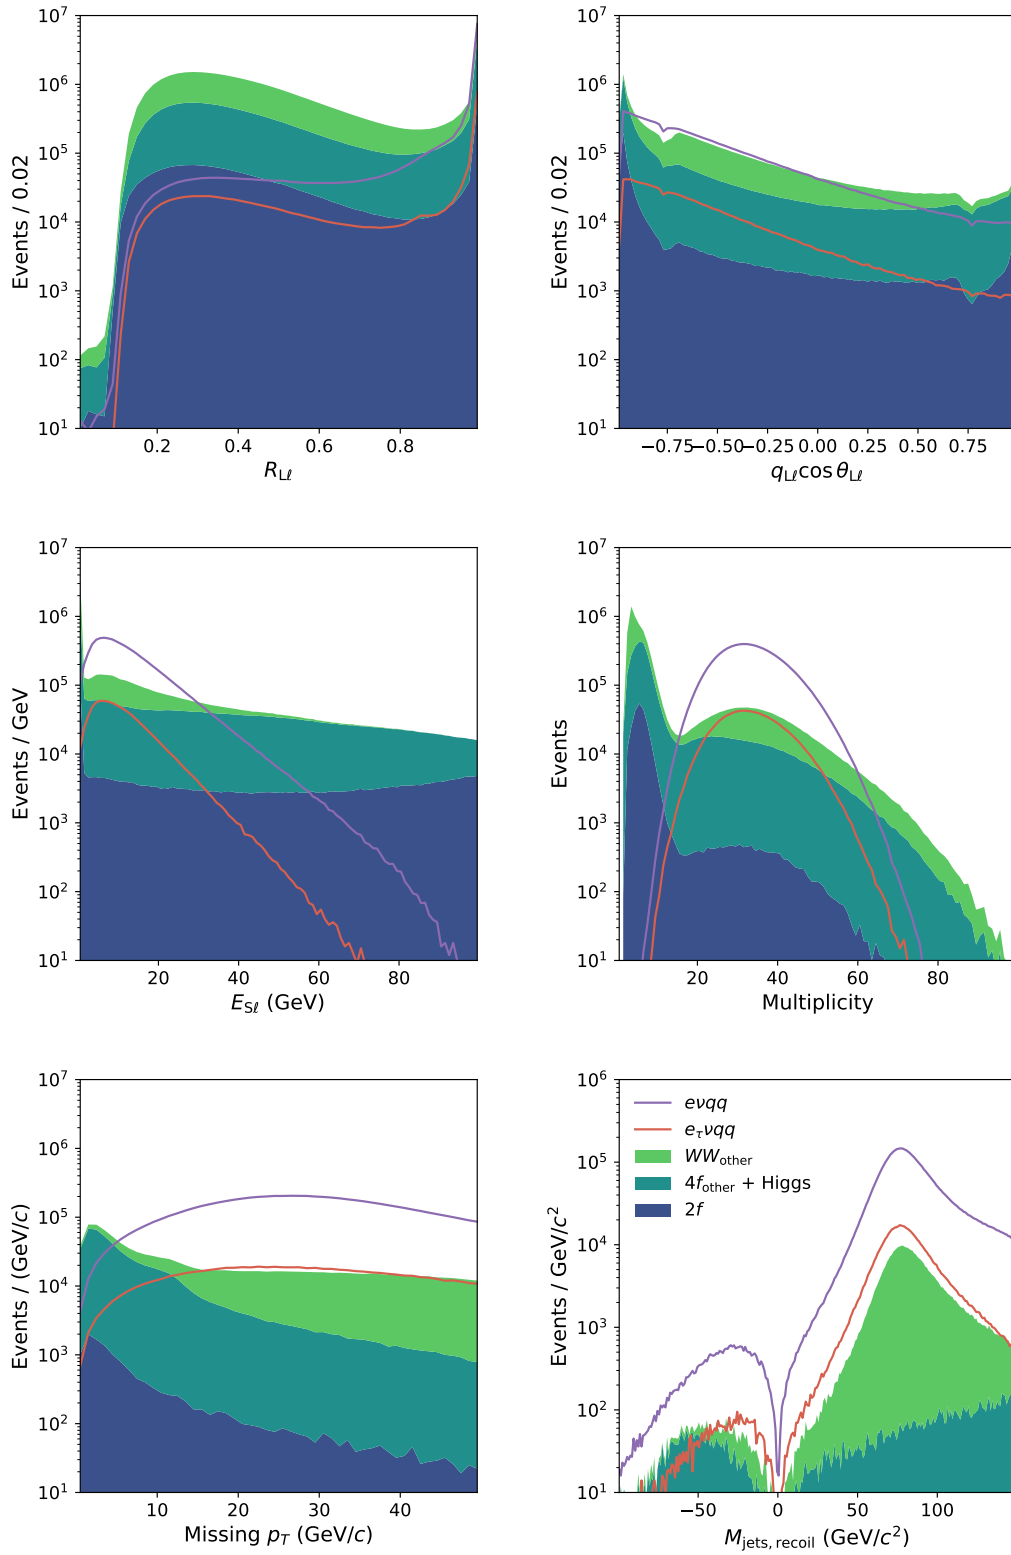 10^7
10^6
10^5
10^4
10^3
10^2
10^1
Events / 0.02
0.2 0.4 0.6 0.8
R_Lℓ
10^7
10^6
10^5
10^4
10^3
10^2
10^1
Events / 0.02
−0.75 −0.50 −0.25 0.00 0.25 0.50 0.75
q_Lℓ cos θ_Lℓ
10^7
10^6
10^5
10^4
10^3
10^2
10^1
Events / GeV
20 40 60 80
E_Sℓ (GeV)
10^7
10^6
10^5
10^4
10^3
10^2
10^1
Events
20 40 60 80
Multiplicity
10^7
10^6
10^5
10^4
10^3
10^2
10^1
Events / (GeV/c)
10 20 30 40
Missing p_T (GeV/c)
10^6
10^5
10^4
10^3
10^2
10^1
Events / GeV/c^2
eνqq
e_τνqq
WW_other
4f_other + Higgs
2f
−50 0 50 100
M_jets, recoil (GeV/c^2)